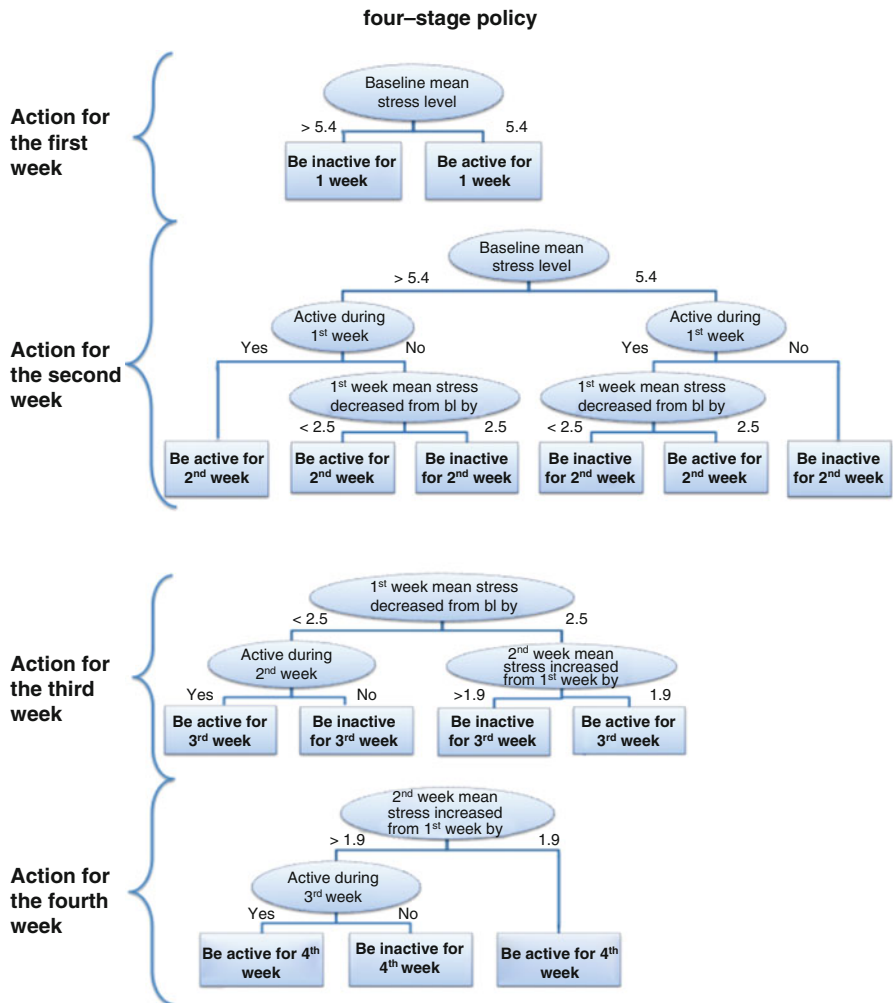 four–stage policy
Action for
the first
week
Baseline mean
stress level
> 5.4
5.4
Be inactive for
1 week
Be active for
1 week
Action for
the second
week
Baseline mean
stress level
> 5.4
5.4
Active during
1st week
Active during
1st week
Yes
No
Yes
No
1st week mean stress
decreased from bl by
1st week mean stress
decreased from bl by
< 2.5
2.5
< 2.5
2.5
Be active for
2nd week
Be active for
2nd week
Be inactive
for 2nd week
Be inactive
for 2nd week
Be active for
2nd week
Be inactive
for 2nd week
Action for
the third
week
1st week mean stress
decreased from bl by
< 2.5
2.5
Active during
2nd week
2nd week mean
stress increased
from 1st week by
Yes
No
>1.9
1.9
Be active for
3rd week
Be inactive
for 3rd week
Be inactive
for 3rd week
Be active for
3rd week
Action for
the fourth
week
2nd week mean
stress increased
from 1st week by
> 1.9
1.9
Active during
3rd week
Yes
No
Be active for 4th
week
Be inactive for
4th week
Be active for 4th
week